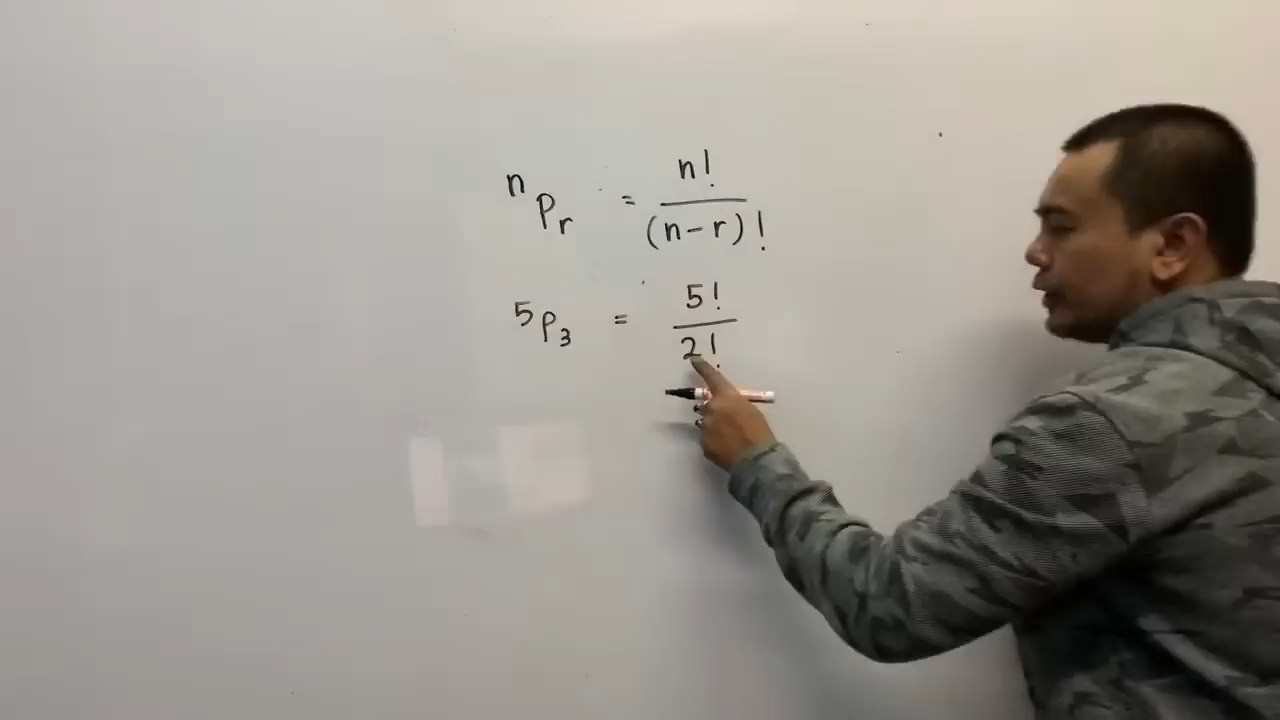 ⁿPᵣ = n!/(n-r)!
⁵P₃ = 5!/2!